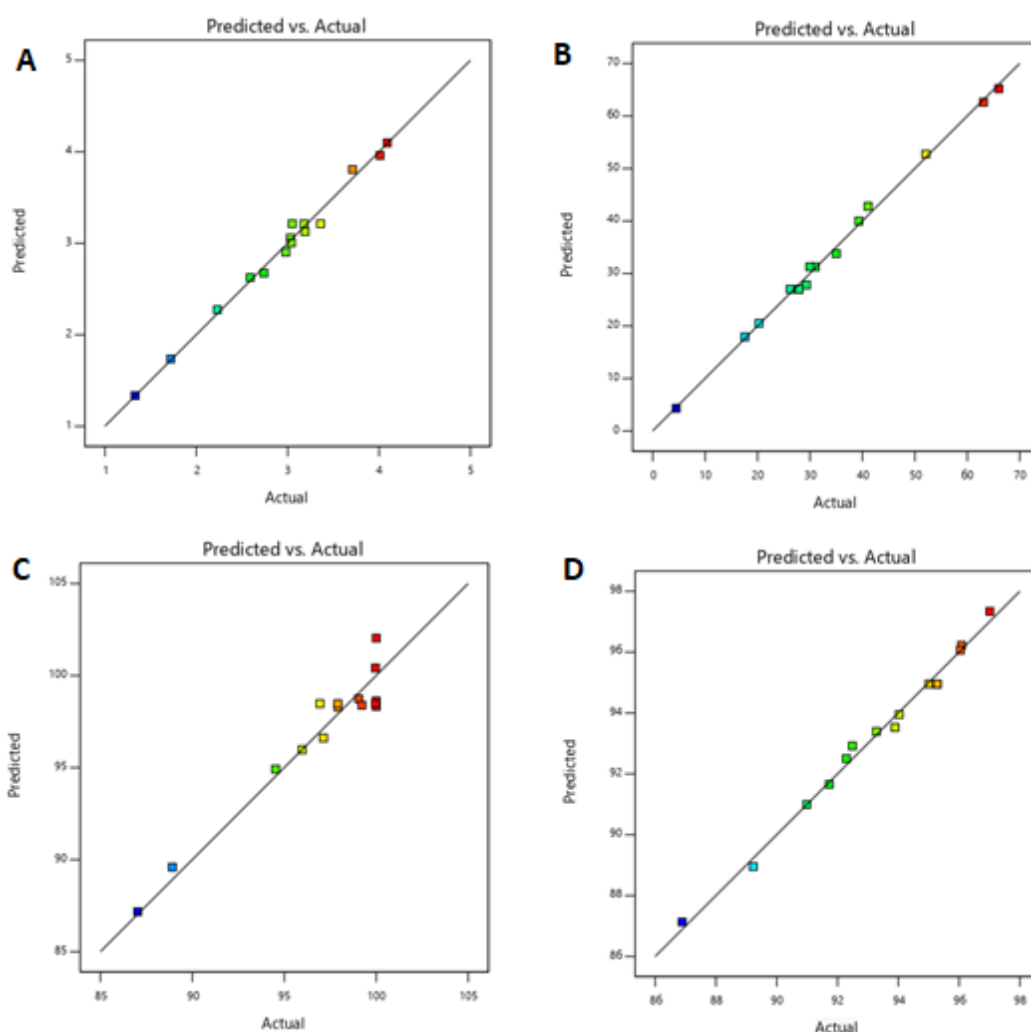 A
Predicted vs. Actual
5
4
3
2
1
Predicted
1 2 3 4 5
Actual
B
Predicted vs. Actual
70
60
50
40
30
20
10
0
Predicted
0 10 20 30 40 50 60 70
Actual
C
Predicted vs. Actual
105
100
95
90
85
Predicted
85 90 95 100 105
Actual
D
Predicted vs. Actual
98
96
94
92
90
88
86
Predicted
86 88 90 92 94 96 98
Actual